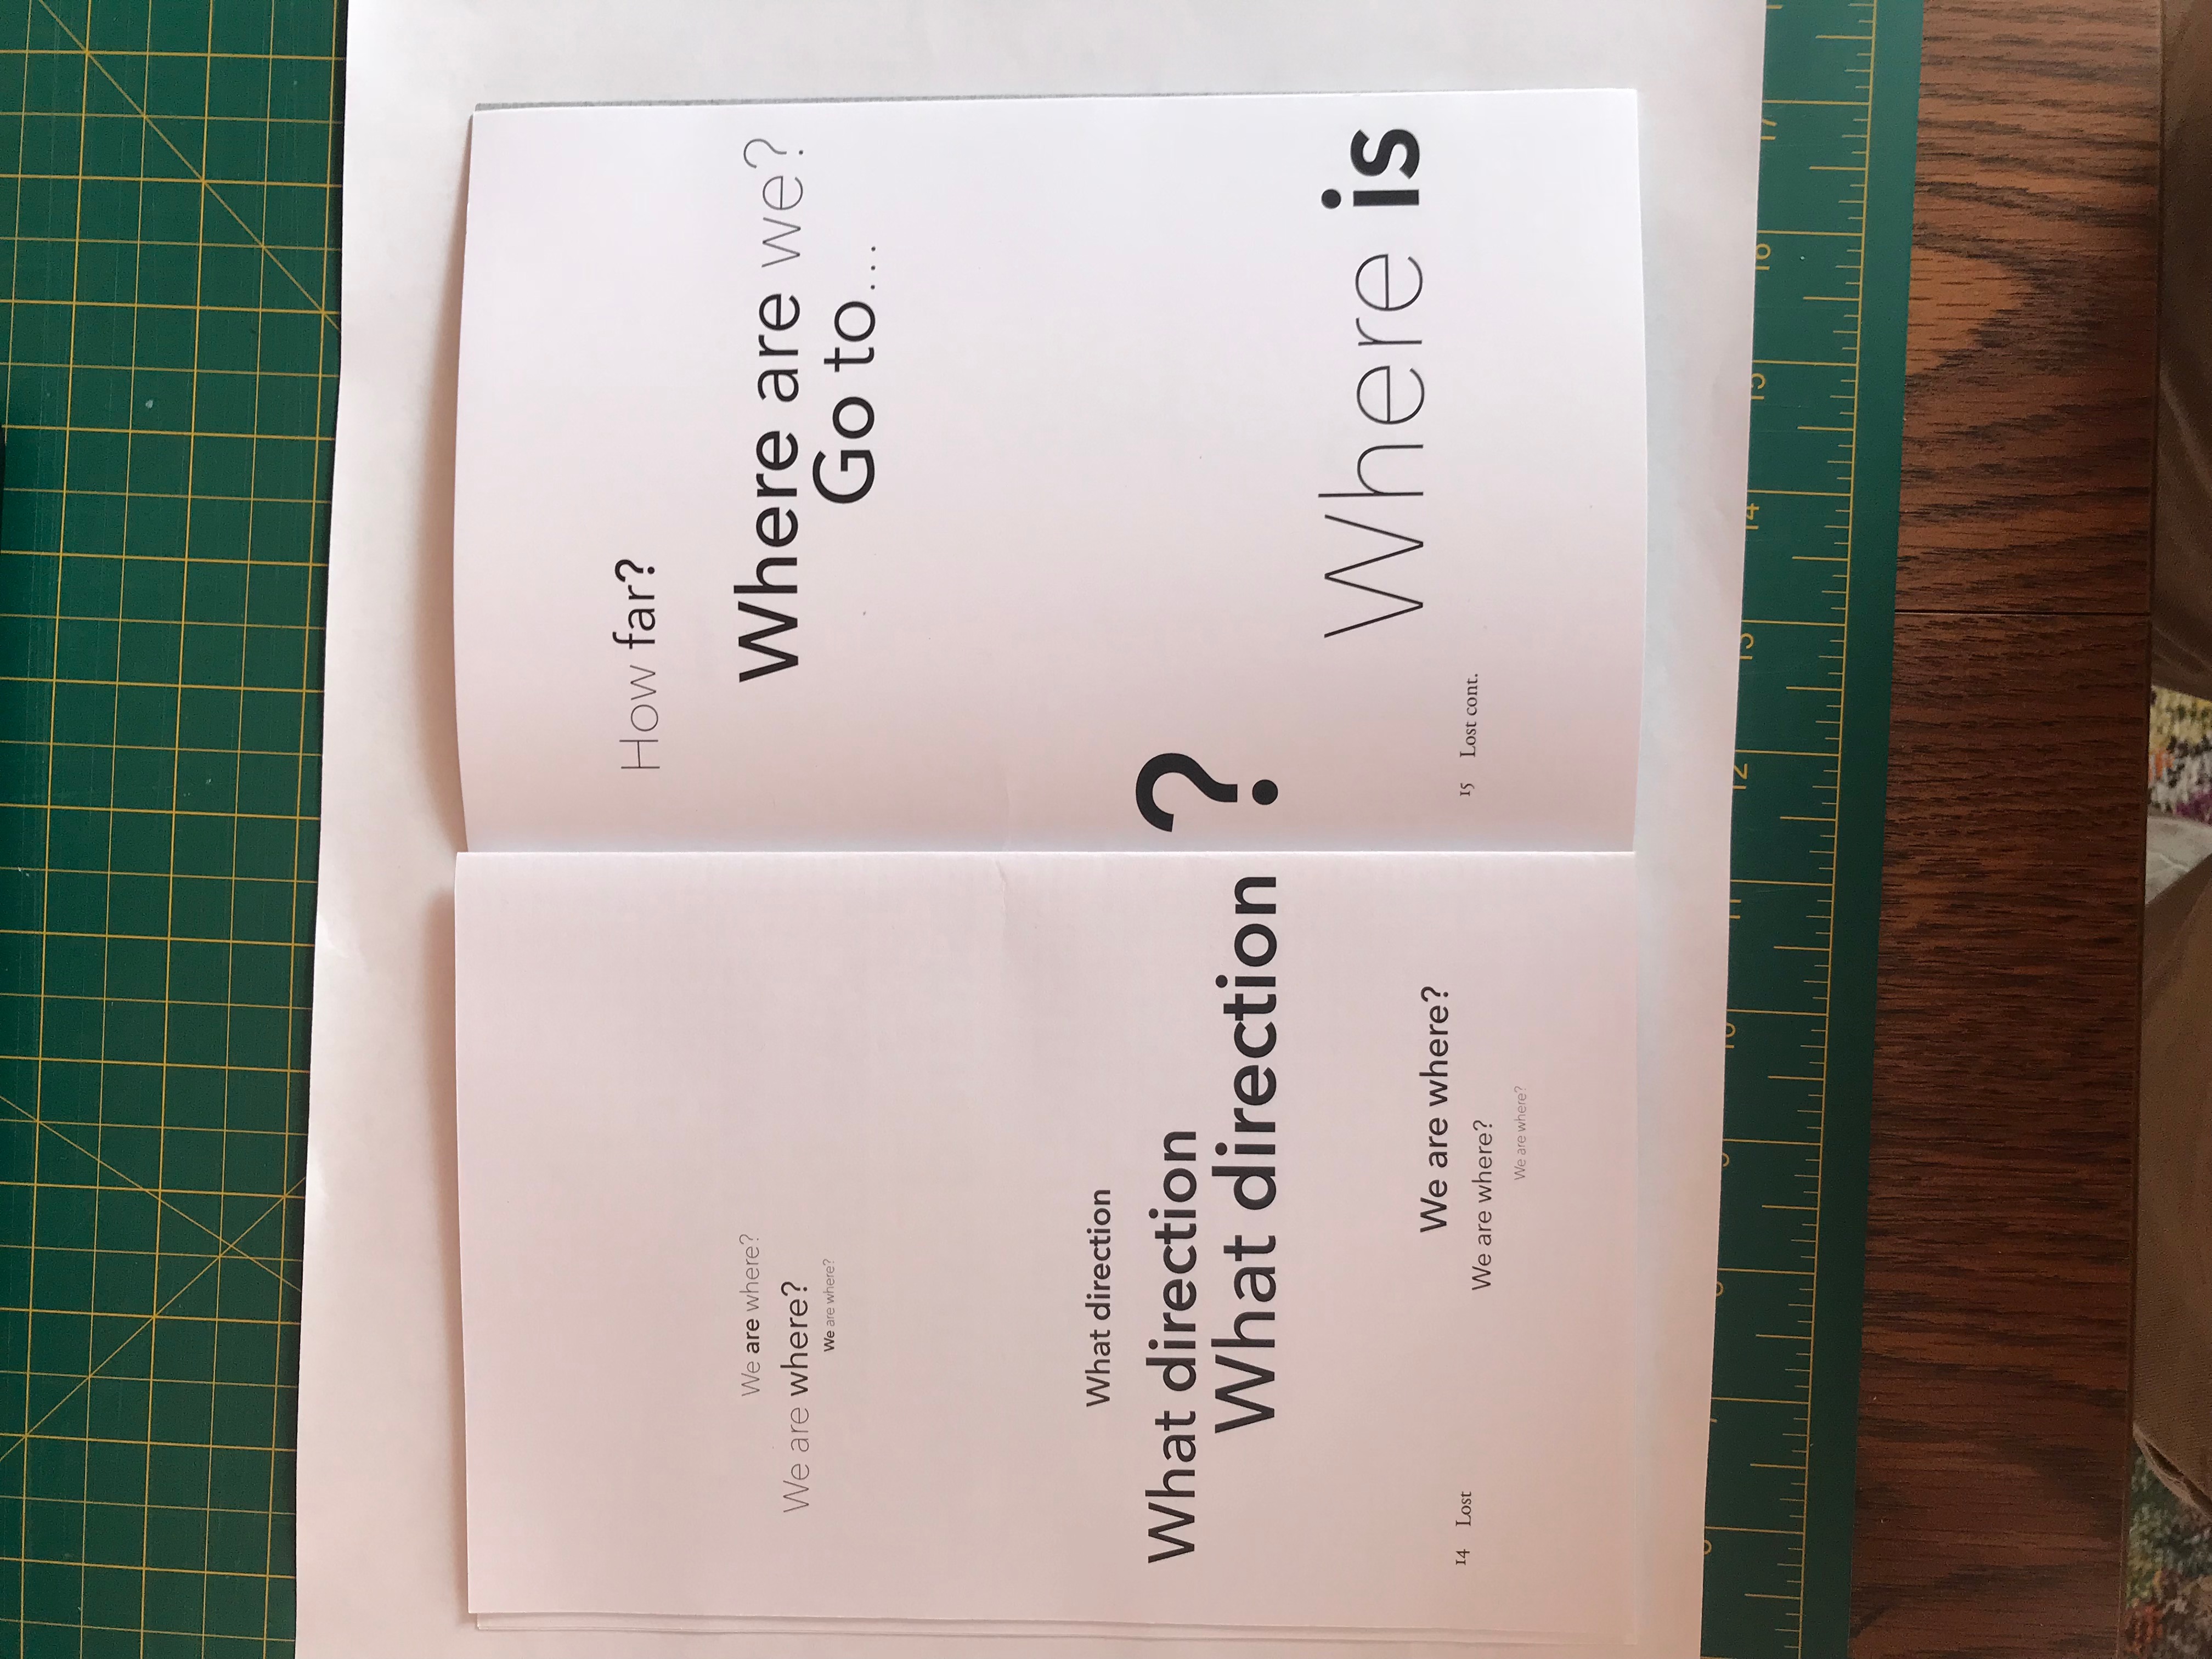 We are where?
We are where?
We are where?
What direction
What direction
What direction
We are where?
14 Lost
We are where?
We are where?
How far?
Where are we?
Go to...
?
Where is
15 Lost cont.
10
11
12
13
14
15
16
17